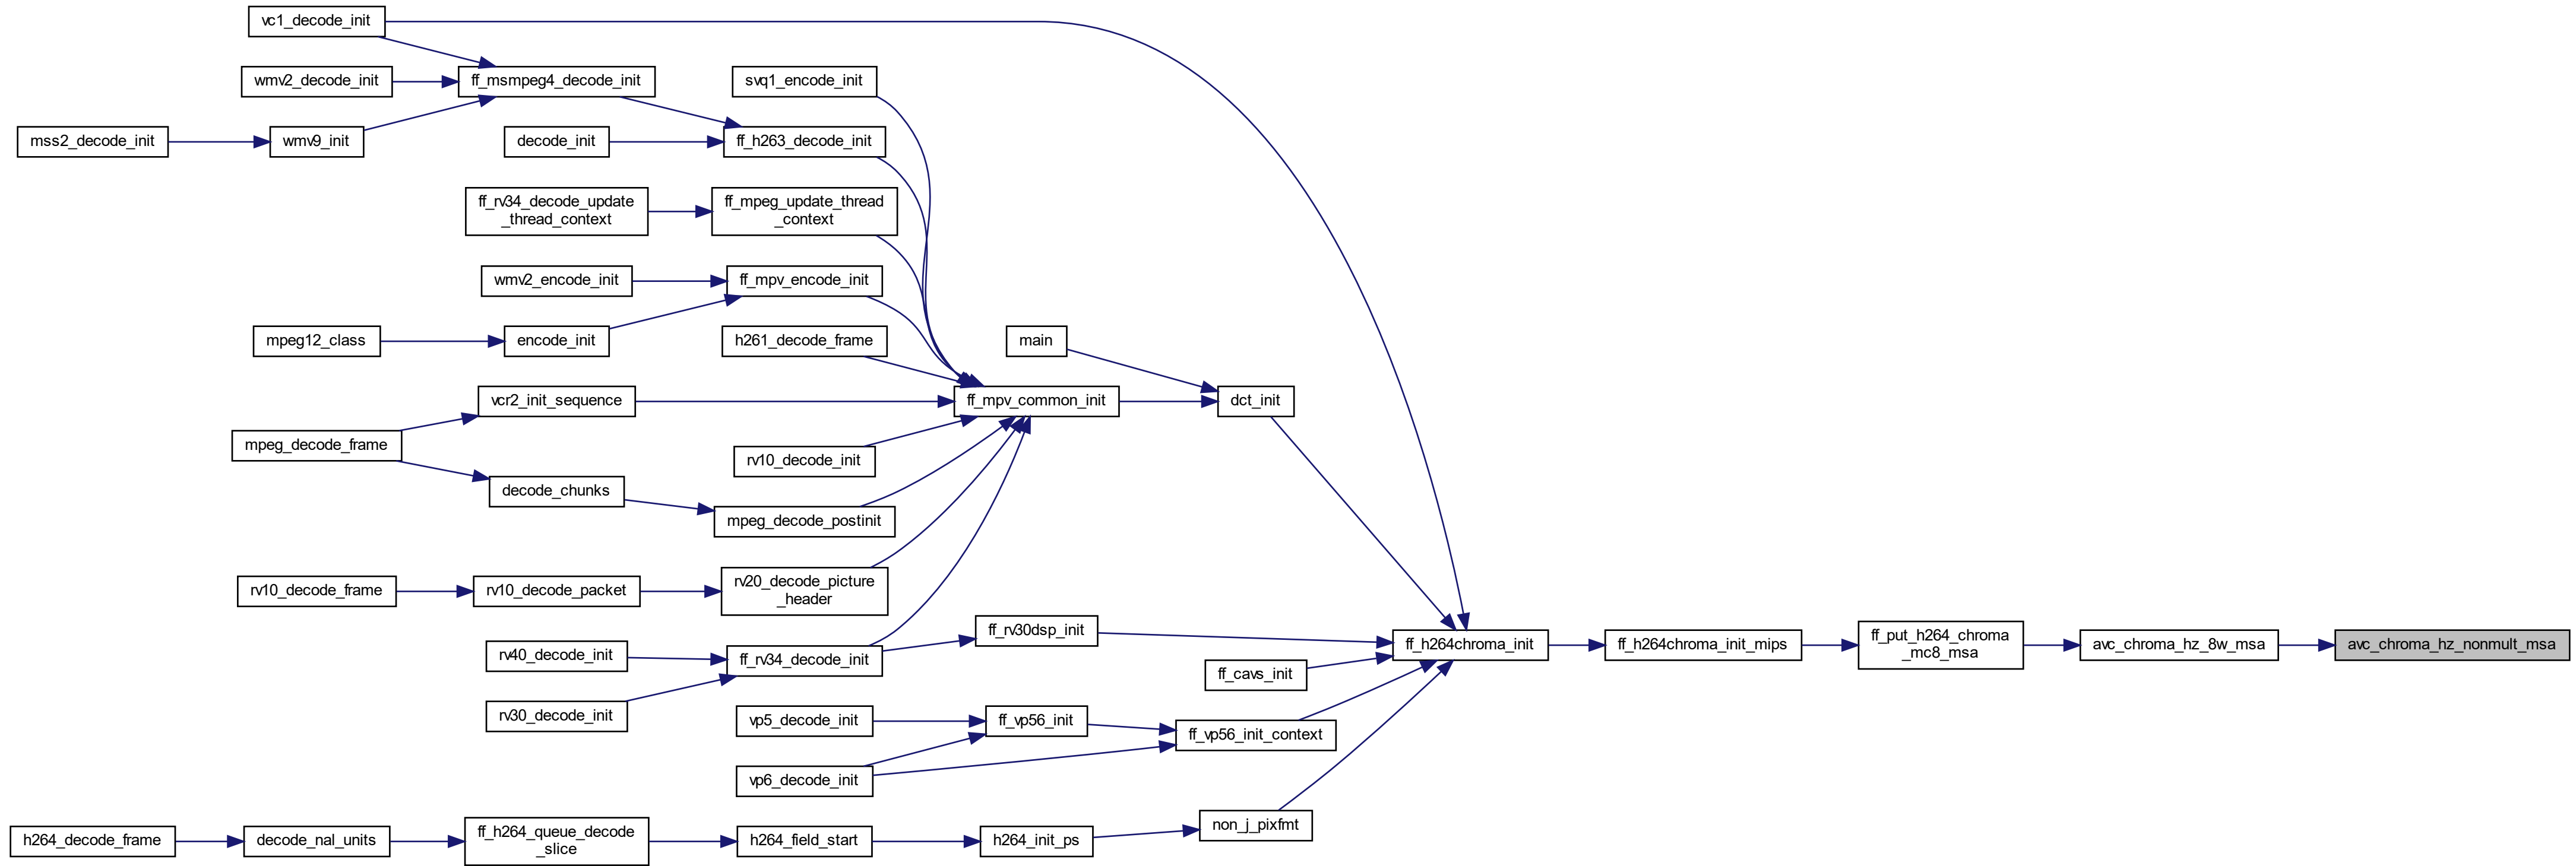 vc1_decode_init
wmv2_decode_init
ff_msmpeg4_decode_init
svq1_encode_init
mss2_decode_init
wmv9_init
decode_init
ff_h263_decode_init
ff_rv34_decode_update
_thread_context
ff_mpeg_update_thread
_context
wmv2_encode_init
ff_mpv_encode_init
mpeg12_class
encode_init
h261_decode_frame
main
vcr2_init_sequence
ff_mpv_common_init
dct_init
mpeg_decode_frame
rv10_decode_init
decode_chunks
mpeg_decode_postinit
rv10_decode_frame
rv10_decode_packet
rv20_decode_picture
_header
ff_rv30dsp_init
rv40_decode_init
ff_rv34_decode_init
ff_h264chroma_init
ff_h264chroma_init_mips
ff_put_h264_chroma
_mc8_msa
avc_chroma_hz_8w_msa
avc_chroma_hz_nonmult_msa
ff_cavs_init
rv30_decode_init
vp5_decode_init
ff_vp56_init
ff_vp56_init_context
vp6_decode_init
non_j_pixfmt
h264_decode_frame
decode_nal_units
ff_h264_queue_decode
_slice
h264_field_start
h264_init_ps